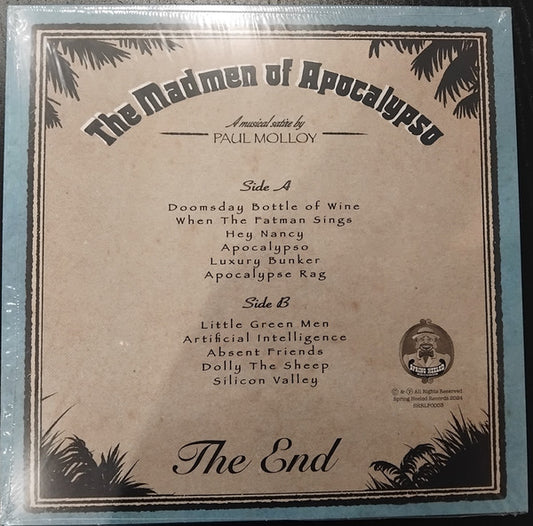 The Madmen of Apocalypso
A musical satire by
PAUL MOLLOY
Side A
Doomsday Bottle of Wine
When The Fatman Sings
Hey Nancy
Apocalypso
Luxury Bunker
Apocalypse Rag
Side B
Little Green Men
Artificial Intelligence
Absent Friends
Dolly The Sheep
Silicon Valley
SPRING HEELED
© & ℗ All Rights Reserved
Spring Heeled Records 2024
The End